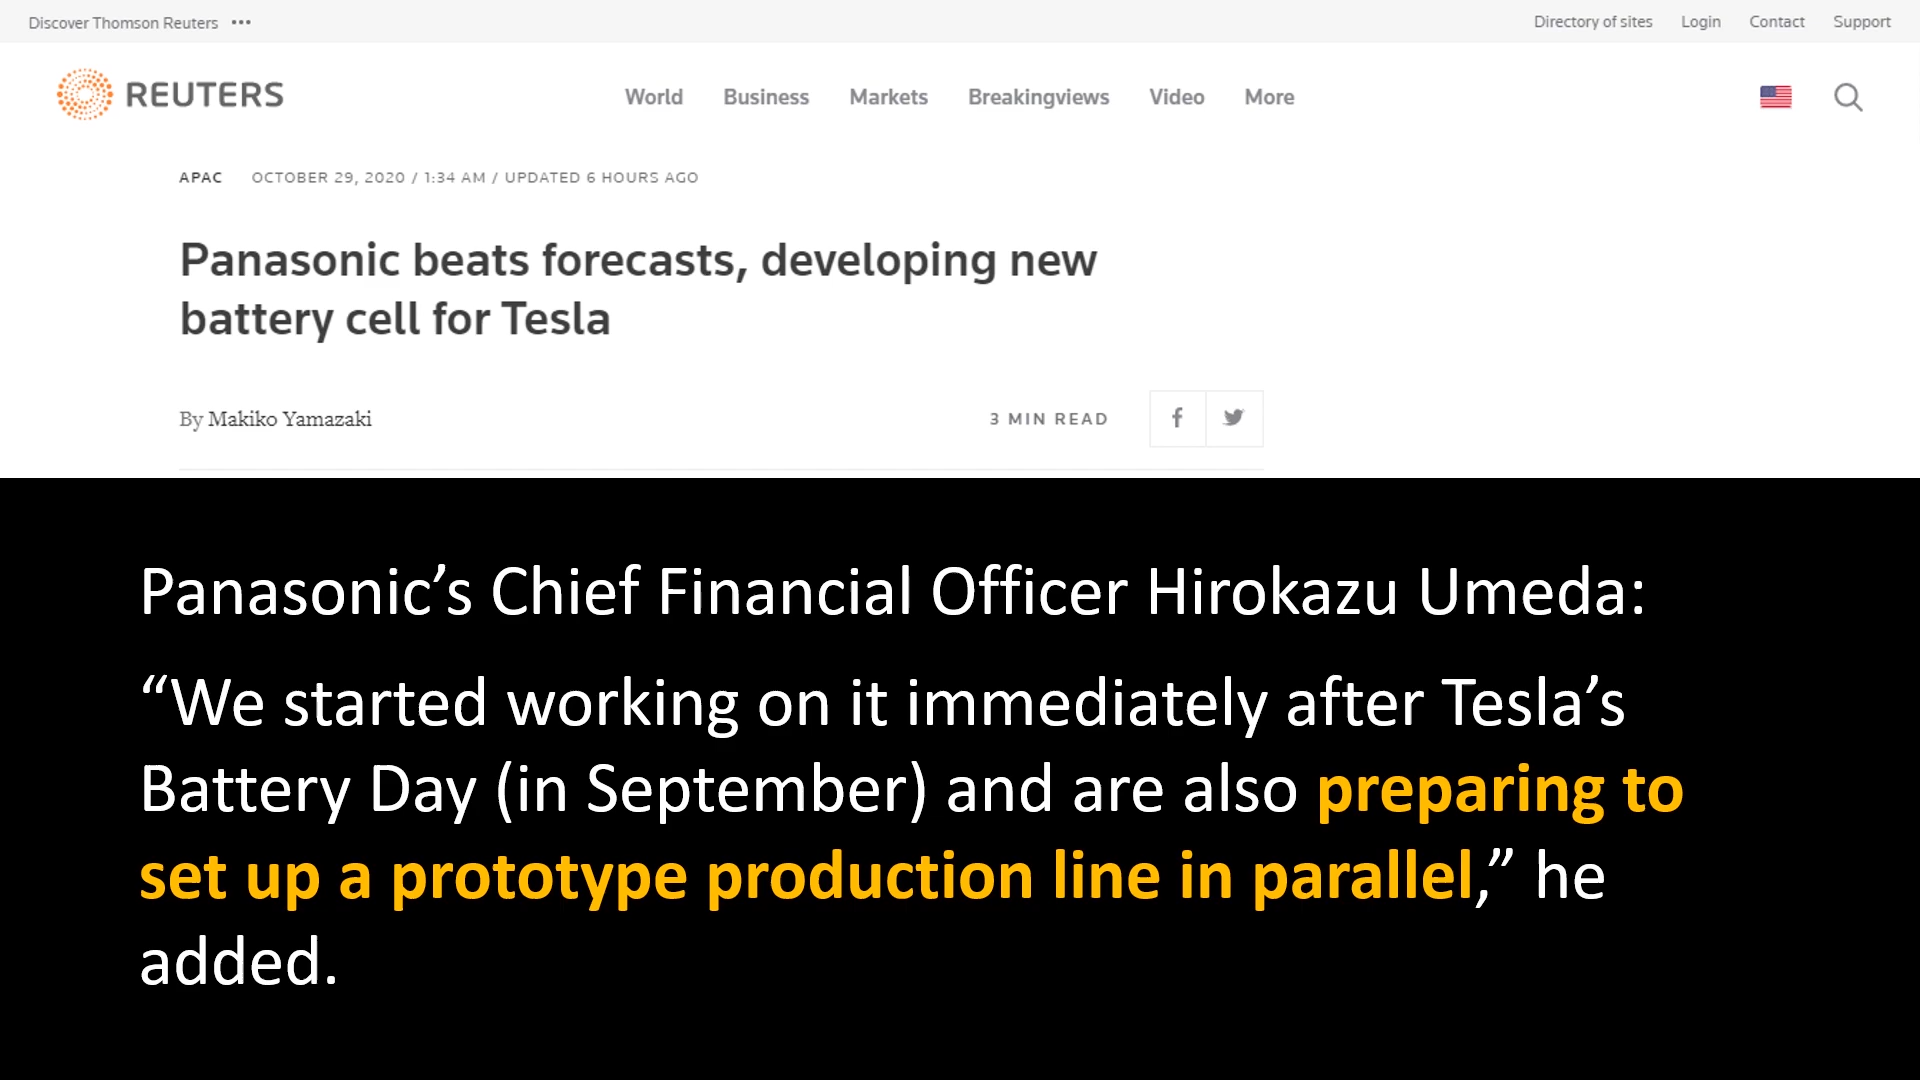 Discover Thomson Reuters •••
Directory of sites Login Contact Support
REUTERS
World Business Markets Breakingviews Video More
APAC OCTOBER 29, 2020 / 1:34 AM / UPDATED 6 HOURS AGO
Panasonic beats forecasts, developing new
battery cell for Tesla
By Makiko Yamazaki
3 MIN READ
Panasonic’s Chief Financial Officer Hirokazu Umeda:
“We started working on it immediately after Tesla’s
Battery Day (in September) and are also preparing to
set up a prototype production line in parallel,” he
added.